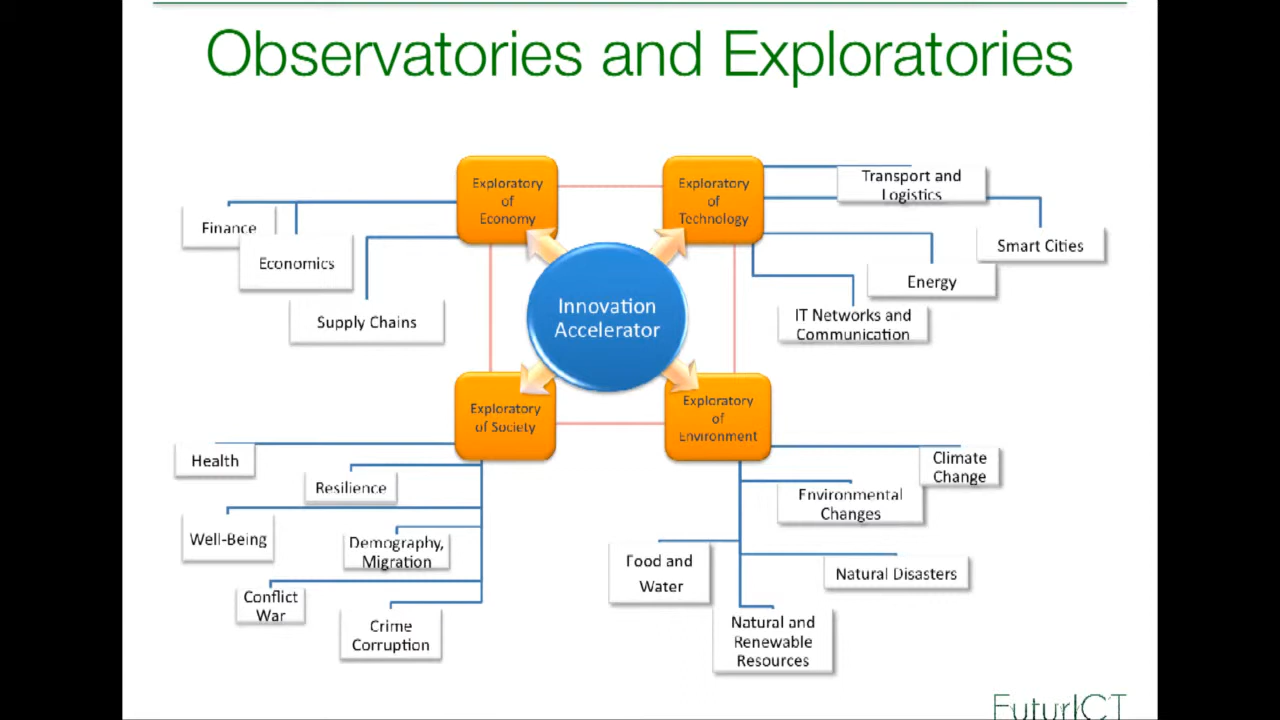 Observatories and Exploratories
Exploratory
of
Economy
Exploratory
of
Technology
Transport and
Logistics
Finance
Economics
Supply Chains
Smart Cities
Energy
IT Networks and
Communication
Innovation
Accelerator
Exploratory
of Society
Exploratory
of
Environment
Health
Resilience
Well-Being
Demography,
Migration
Conflict
War
Crime
Corruption
Climate
Change
Environmental
Changes
Food and
Water
Natural Disasters
Natural and
Renewable
Resources
FuturICT